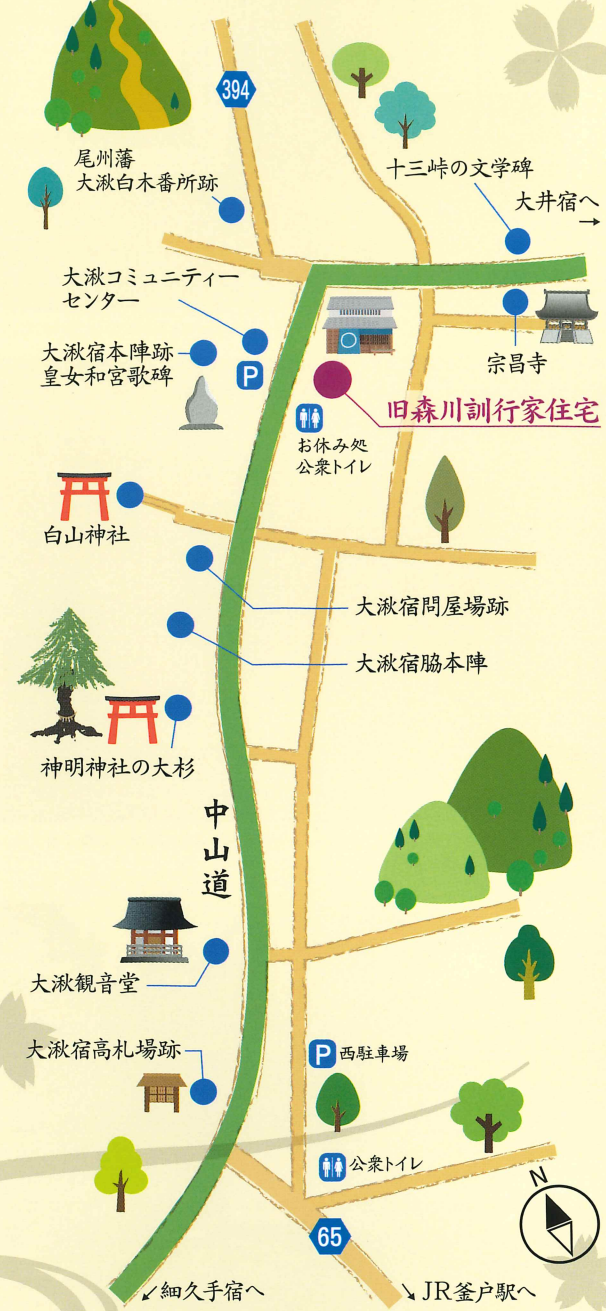 394
尾州藩
大湫白木番所跡
十三峠の文学碑
大井宿へ
→
大湫コミュニティー
センター
大湫宿本陣跡
皇女和宮歌碑
P
宗昌寺
旧森川訓行家住宅
お休み処
公衆トイレ
白山神社
大湫宿問屋場跡
大湫宿脇本陣
神明神社の大杉
中山道
大湫観音堂
大湫宿高札場跡
P 西駐車場
公衆トイレ
N
65
↙細久手宿へ
↘JR釜戸駅へ